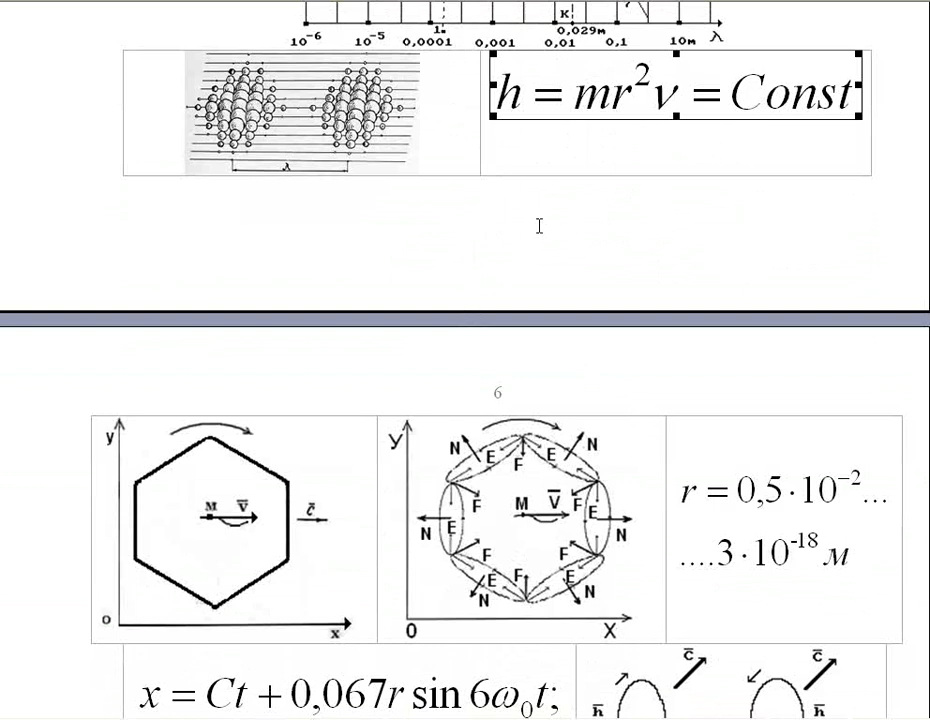 10⁻⁶ 10⁻⁵ 0,0001 0,001 0,01 0,1 10м λ
К
0,029м
λ
h = mr²ν = Const
6
y
M V̄
c̄
o
x
Y
N E F E N
F F
M V̄
N E E N
F F
N E F E N
0
X
r = 0,5·10⁻²...
....3·10⁻¹⁸ м
x = Ct + 0,067r sin 6ω₀t;
c̄ c̄
h̄ h̄